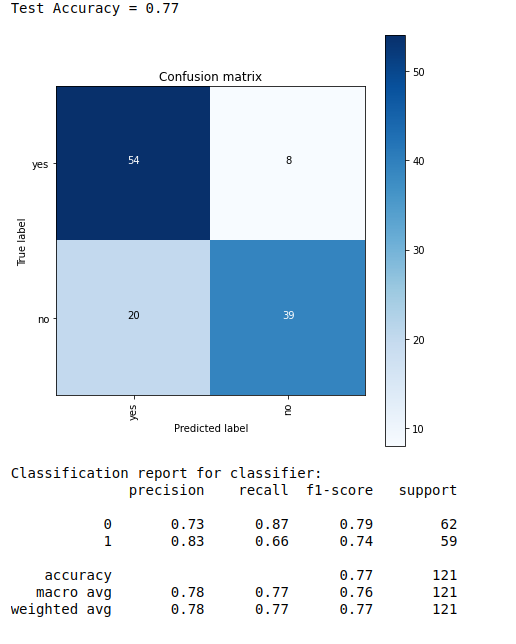 Test Accuracy = 0.77
Confusion matrix
50
yes 54 8
40
True label
30
no 20 39
20
10
yes no
Predicted label
Classification report for classifier:
precision recall f1-score support
0 0.73 0.87 0.79 62
1 0.83 0.66 0.74 59
accuracy 0.77 121
macro avg 0.78 0.77 0.76 121
weighted avg 0.78 0.77 0.77 121